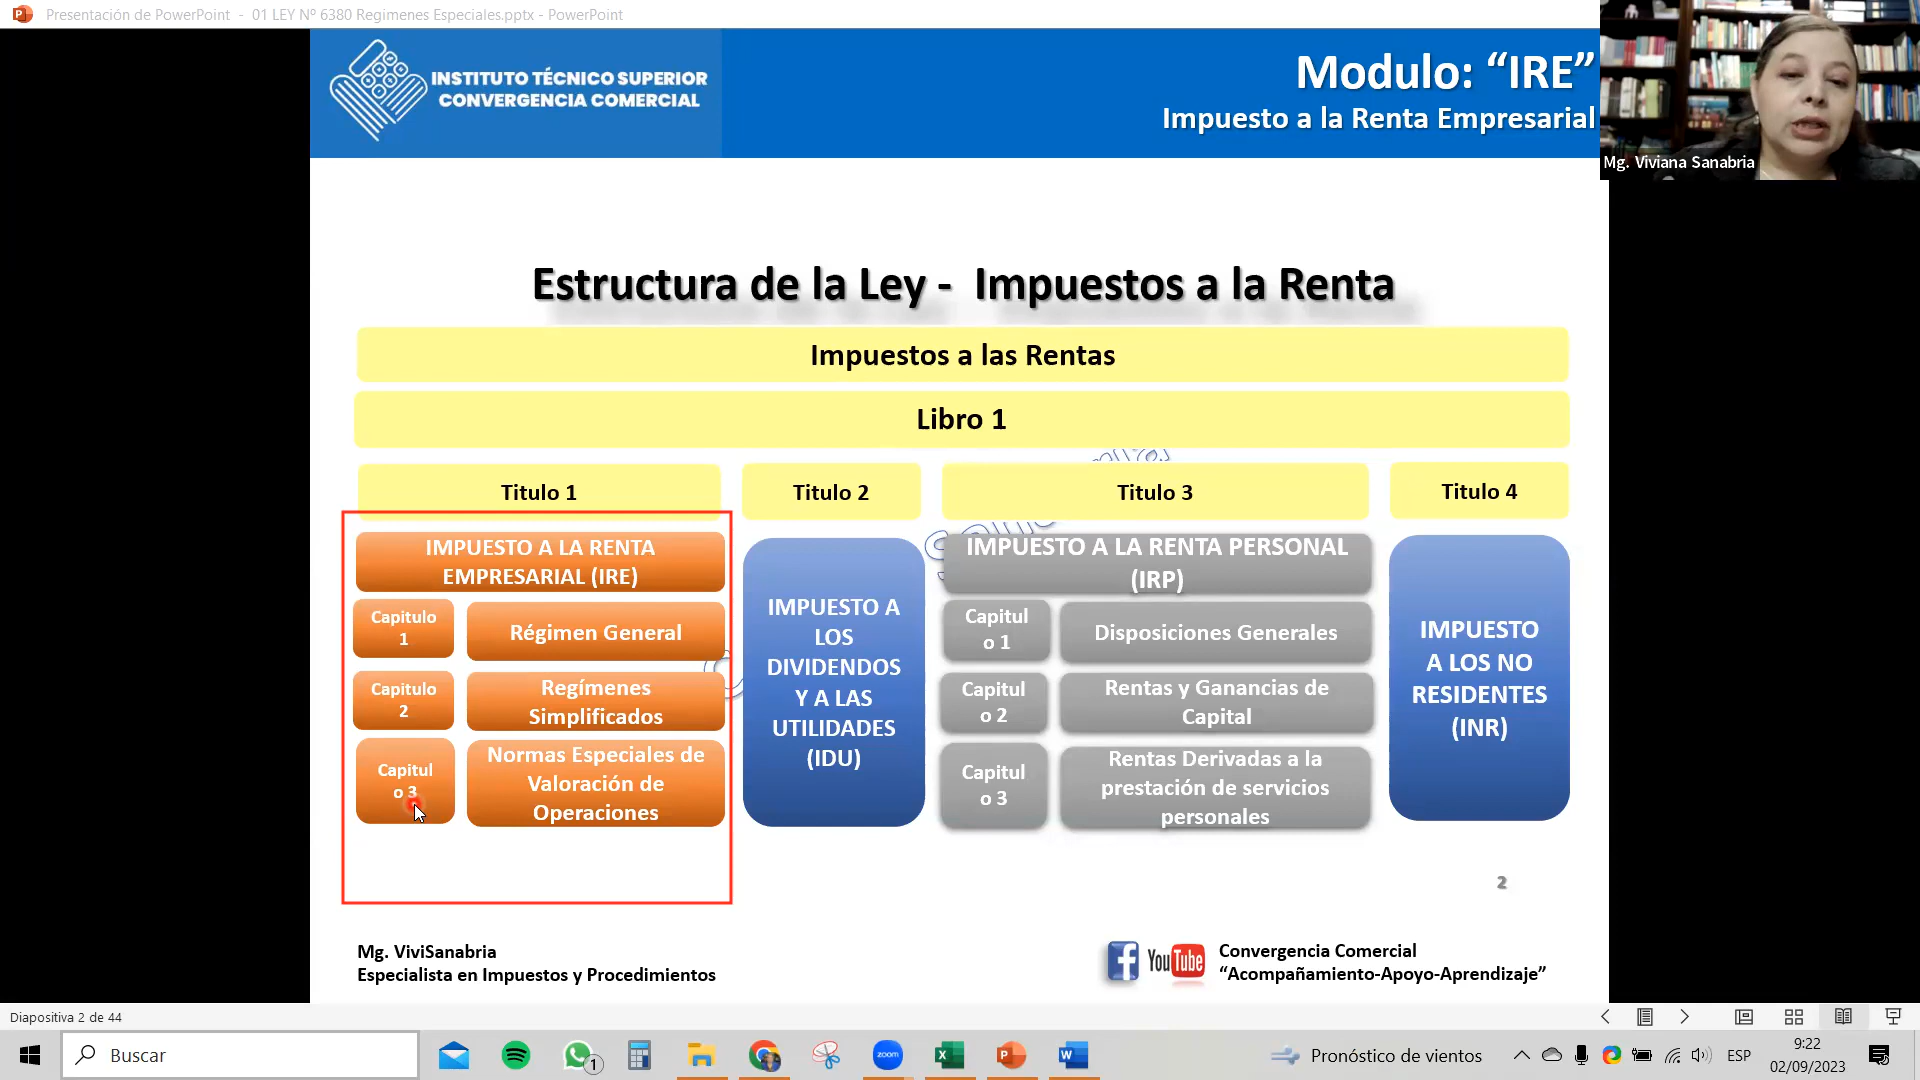 Presentación de PowerPoint - 01 LEY Nº 6380 Regimenes Especiales.pptx - PowerPoint
INSTITUTO TÉCNICO SUPERIOR
CONVERGENCIA COMERCIAL
Modulo: “IRE”
Impuesto a la Renta Empresarial
Mg. Viviana Sanabria
Estructura de la Ley - Impuestos a la Renta
Impuestos a las Rentas
Libro 1
Titulo 1
Titulo 2
Titulo 3
Titulo 4
IMPUESTO A LA RENTA
EMPRESARIAL (IRE)
Capitulo
1
Régimen General
Capitulo
2
Regímenes
Simplificados
Capitul
o 3
Normas Especiales de
Valoración de
Operaciones
IMPUESTO A
LOS
DIVIDENDOS
Y A LAS
UTILIDADES
(IDU)
IMPUESTO A LA RENTA PERSONAL
(IRP)
Capitul
o 1
Disposiciones Generales
Capitul
o 2
Rentas y Ganancias de
Capital
Capitul
o 3
Rentas Derivadas a la
prestación de servicios
personales
IMPUESTO
A LOS NO
RESIDENTES
(INR)
2
Mg. ViviSanabria
Especialista en Impuestos y Procedimientos
YouTube
Convergencia Comercial
“Acompañamiento-Apoyo-Aprendizaje”
Diapositiva 2 de 44
Buscar
1
zoom
Pronóstico de vientos
ESP
9:22
02/09/2023